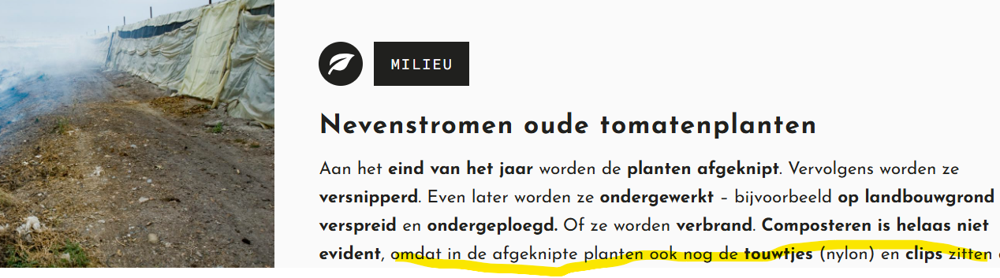 MILIEU
Nevenstromen oude tomatenplanten
Aan het eind van het jaar worden de planten afgeknipt. Vervolgens worden ze
versnipperd. Even later worden ze ondergewerkt – bijvoorbeeld op landbouwgrond
verspreid en ondergeploegd. Of ze worden verbrand. Composteren is helaas niet
evident, omdat in de afgeknipte planten ook nog de touwtjes (nylon) en clips zitten